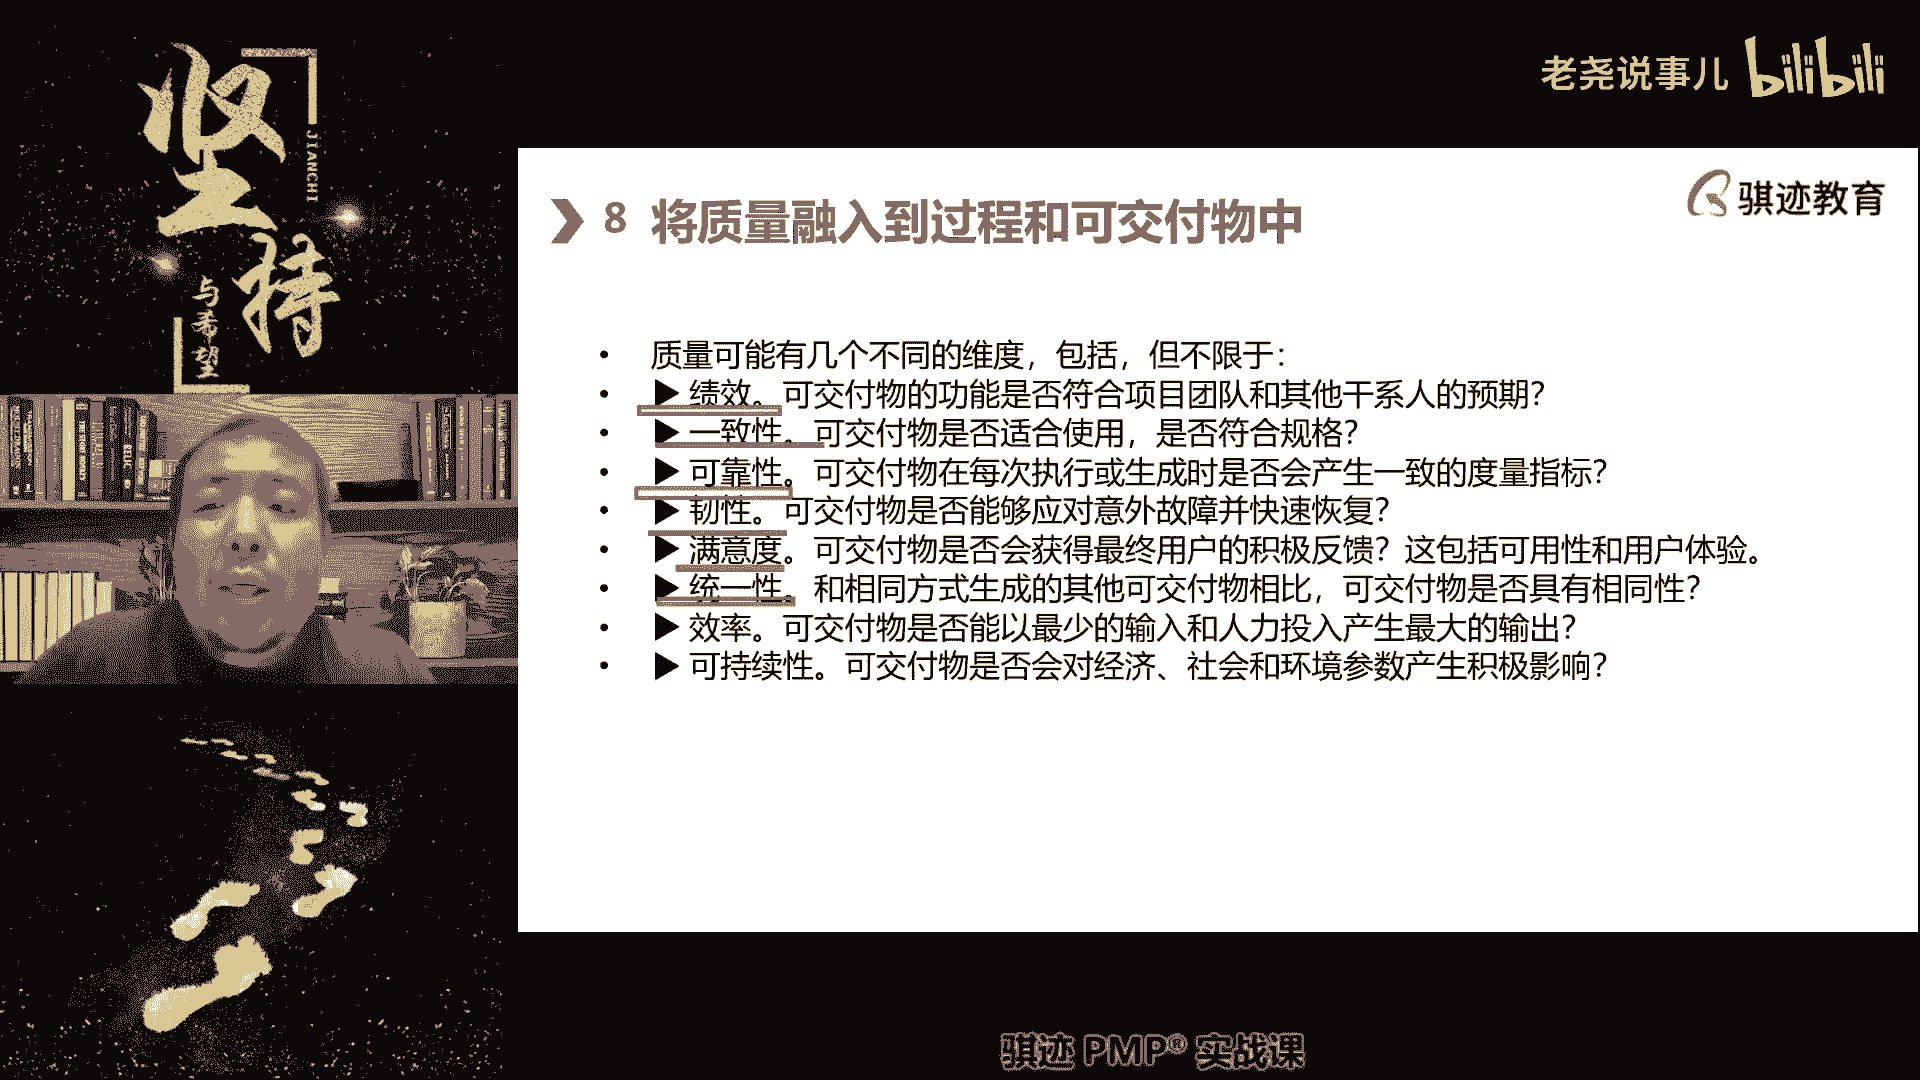 坚持
JIANCHI
与希望
老尧说事儿 bilibili
骐迹教育
8 将质量融入到过程和可交付物中
• 质量可能有几个不同的维度，包括，但不限于：
• ▶ 绩效。可交付物的功能是否符合项目团队和其他干系人的预期？
• ▶ 一致性。可交付物是否适合使用，是否符合规格？
• ▶ 可靠性。可交付物在每次执行或生成时是否会产生一致的度量指标？
• ▶ 韧性。可交付物是否能够应对意外故障并快速恢复？
• ▶ 满意度。可交付物是否会获得最终用户的积极反馈？这包括可用性和用户体验。
• ▶ 统一性。和相同方式生成的其他可交付物相比，可交付物是否具有相同性？
• ▶ 效率。可交付物是否能以最少的输入和人力投入产生最大的输出？
• ▶ 可持续性。可交付物是否会对经济、社会和环境参数产生积极影响？
骐迹 PMP® 实战课